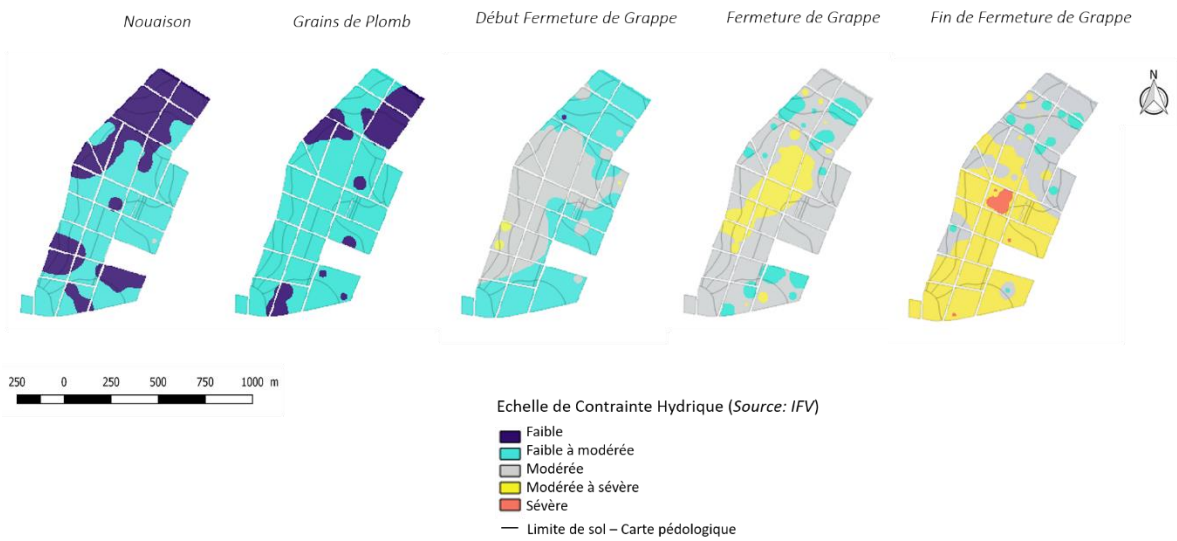 Nouaison
Grains de Plomb
Début Fermeture de Grappe
Fermeture de Grappe
Fin de Fermeture de Grappe
N
250 0 250 500 750 1000 m
Echelle de Contrainte Hydrique (Source: IFV)
Faible
Faible à modérée
Modérée
Modérée à sévère
Sévère
Limite de sol – Carte pédologique